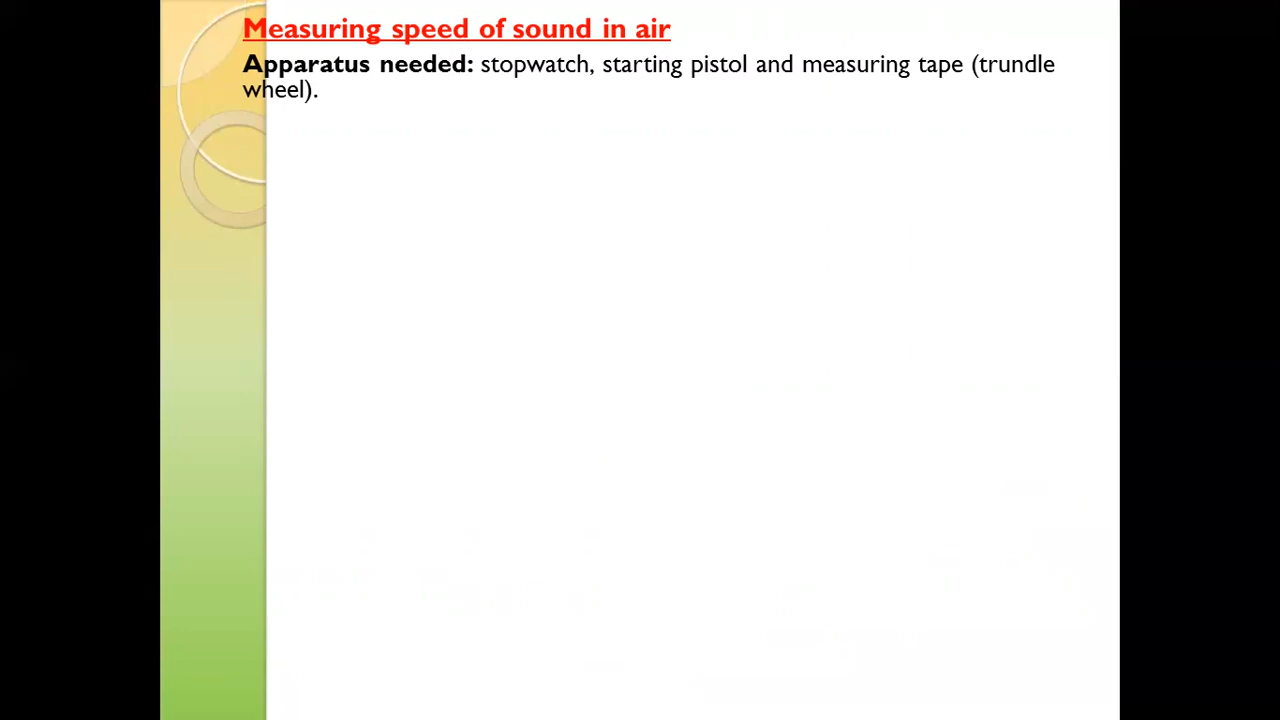 Measuring speed of sound in air
Apparatus needed: stopwatch, starting pistol and measuring tape (trundle
wheel).